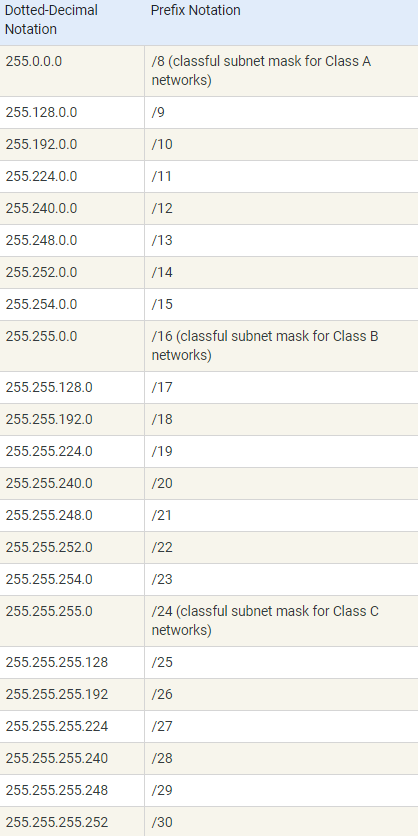 Dotted-Decimal Prefix Notation
Notation
255.0.0.0 /8 (classful subnet mask for Class A
networks)
255.128.0.0 /9
255.192.0.0 /10
255.224.0.0 /11
255.240.0.0 /12
255.248.0.0 /13
255.252.0.0 /14
255.254.0.0 /15
255.255.0.0 /16 (classful subnet mask for Class B
networks)
255.255.128.0 /17
255.255.192.0 /18
255.255.224.0 /19
255.255.240.0 /20
255.255.248.0 /21
255.255.252.0 /22
255.255.254.0 /23
255.255.255.0 /24 (classful subnet mask for Class C
networks)
255.255.255.128 /25
255.255.255.192 /26
255.255.255.224 /27
255.255.255.240 /28
255.255.255.248 /29
255.255.255.252 /30